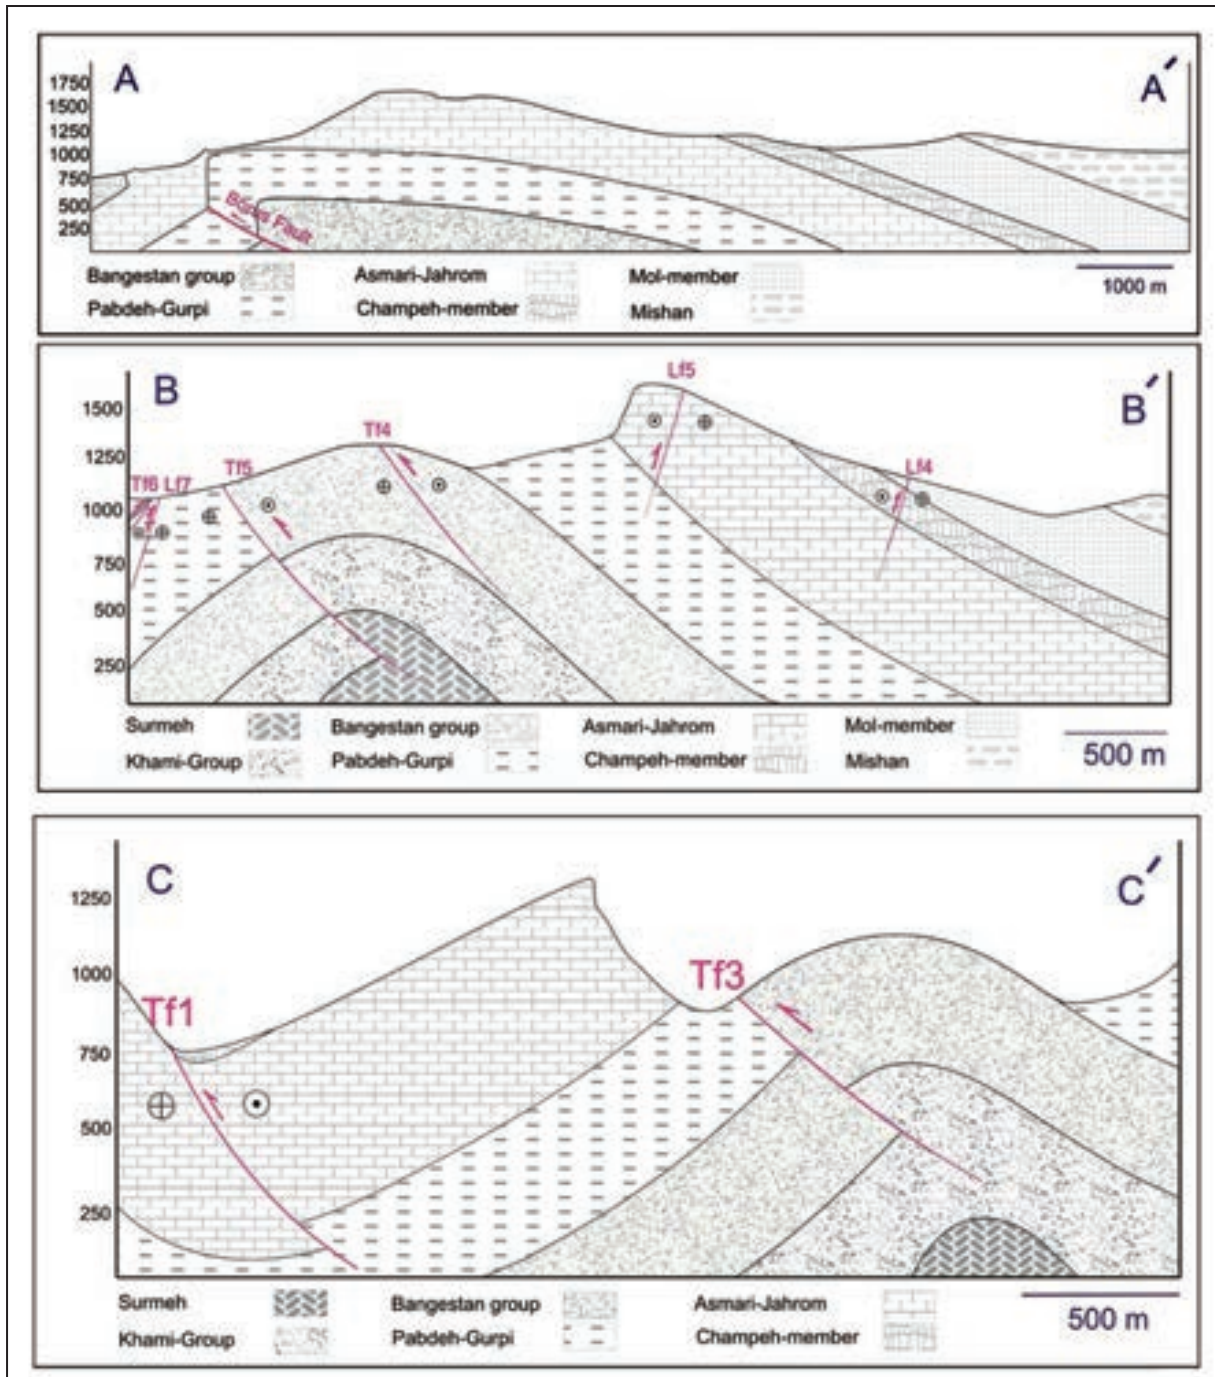 A
A´
1750
1500
1250
1000
750
500
250
Fault
Bangestan group
Asmari-Jahrom
Mol-member
1000 m
Pabdeh-Gurpi
Champeh-member
Mishan
B
B´
1500
1250
1000
750
500
250
Lf5
Tf4
Tf5
Tf6 Lf7
Lf4
Surmeh
Bangestan group
Asmari-Jahrom
Mol-member
500 m
Khami-Group
Pabdeh-Gurpi
Champeh-member
Mishan
C
C´
1250
1000
750
500
250
Tf1
Tf3
Surmeh
Bangestan group
Asmari-Jahrom
500 m
Khami-Group
Pabdeh-Gurpi
Champeh-member